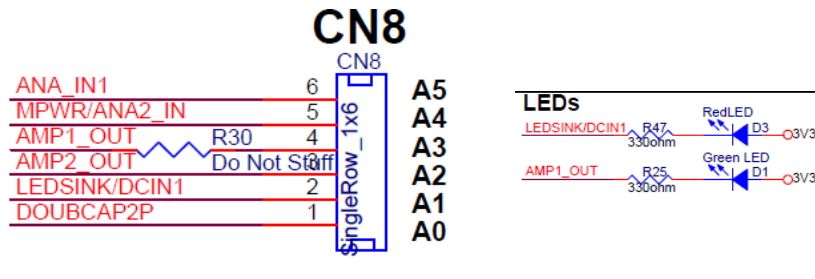 CN8
CN8
ANA_IN1 6 A5
MPWR/ANA2_IN 5 A4
AMP1_OUT R30 4 A3
AMP2_OUT Do Not Stuff 3 A2
LEDSINK/DCIN1 2 A1
DOUBCAP2P 1 A0
SingleRow_1x6
LEDs
RedLED
LEDSINK/DCIN1 R47 D3 3V3
330ohm
Green LED
AMP1_OUT R25 D1 3V3
330ohm